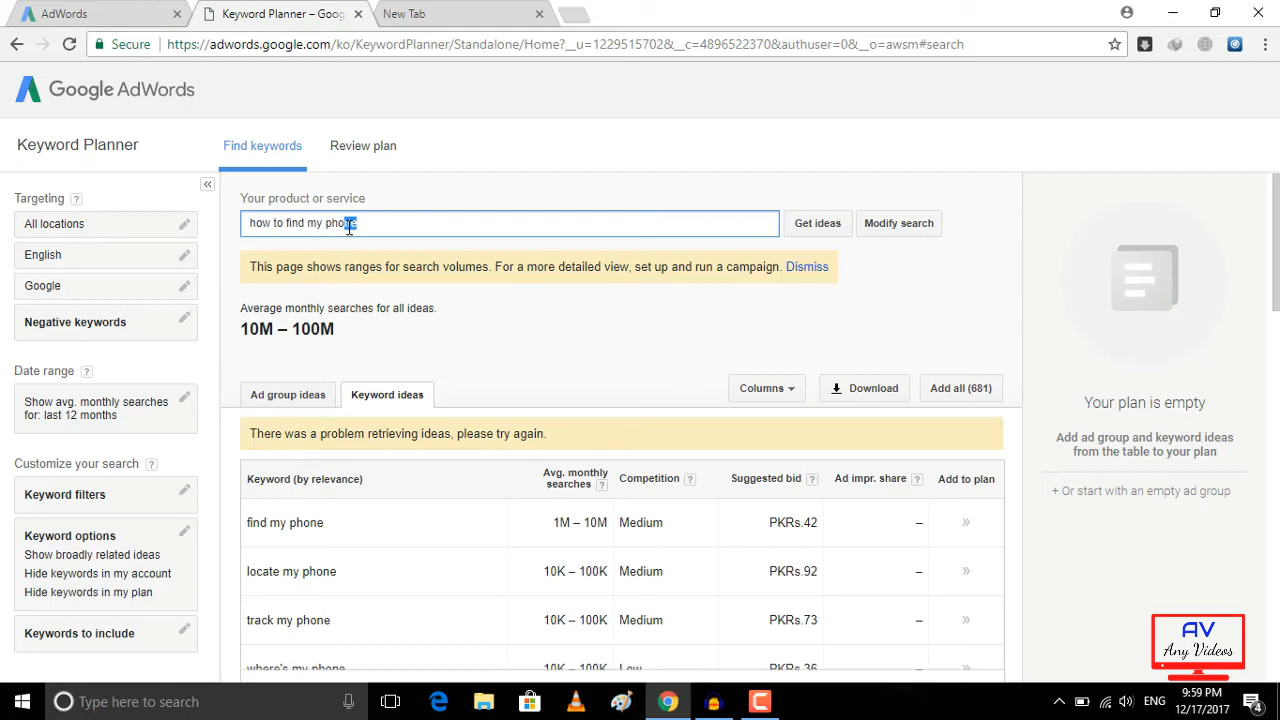 AdWords
Keyword Planner – Goo
New Tab
Secure
https://adwords.google.com/ko/KeywordPlanner/Standalone/Home?__u=1229515702&__c=4896522370&authuser=0&__o=awsm#search
Google AdWords
Keyword Planner
Find keywords
Review plan
Targeting ?
All locations
English
Google
Negative keywords
Date range ?
Show avg. monthly searches
for: last 12 months
Customize your search ?
Keyword filters
Keyword options
Show broadly related ideas
Hide keywords in my account
Hide keywords in my plan
Keywords to include
Your product or service
how to find my phone
Get ideas
Modify search
This page shows ranges for search volumes. For a more detailed view, set up and run a campaign. Dismiss
Average monthly searches for all ideas.
10M – 100M
Ad group ideas
Keyword ideas
Columns
Download
Add all (681)
There was a problem retrieving ideas, please try again.
Keyword (by relevance)
Avg. monthly
searches ?
Competition ?
Suggested bid ?
Ad impr. share ?
Add to plan
find my phone 1M – 10M Medium PKRs.42 – »
locate my phone 10K – 100K Medium PKRs.92 – »
track my phone 10K – 100K Medium PKRs.73 – »
where's my phone 10K – 100K Low PKRs.36 – »
Your plan is empty
Add ad group and keyword ideas
from the table to your plan
+ Or start with an empty ad group
AV
Any Videos
Type here to search
ENG
9:59 PM
12/17/2017
4